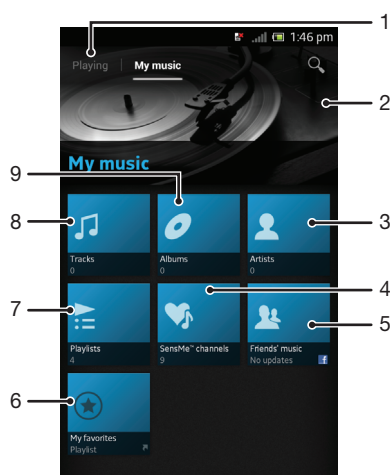 1
1:46 pm
Playing | My music
2
My music
9
8
Tracks
0
Albums
0
Artists
0
3
4
7
Playlists
4
SensMe™ channels
9
Friends' music
No updates
5
6
My favorites
Playlist